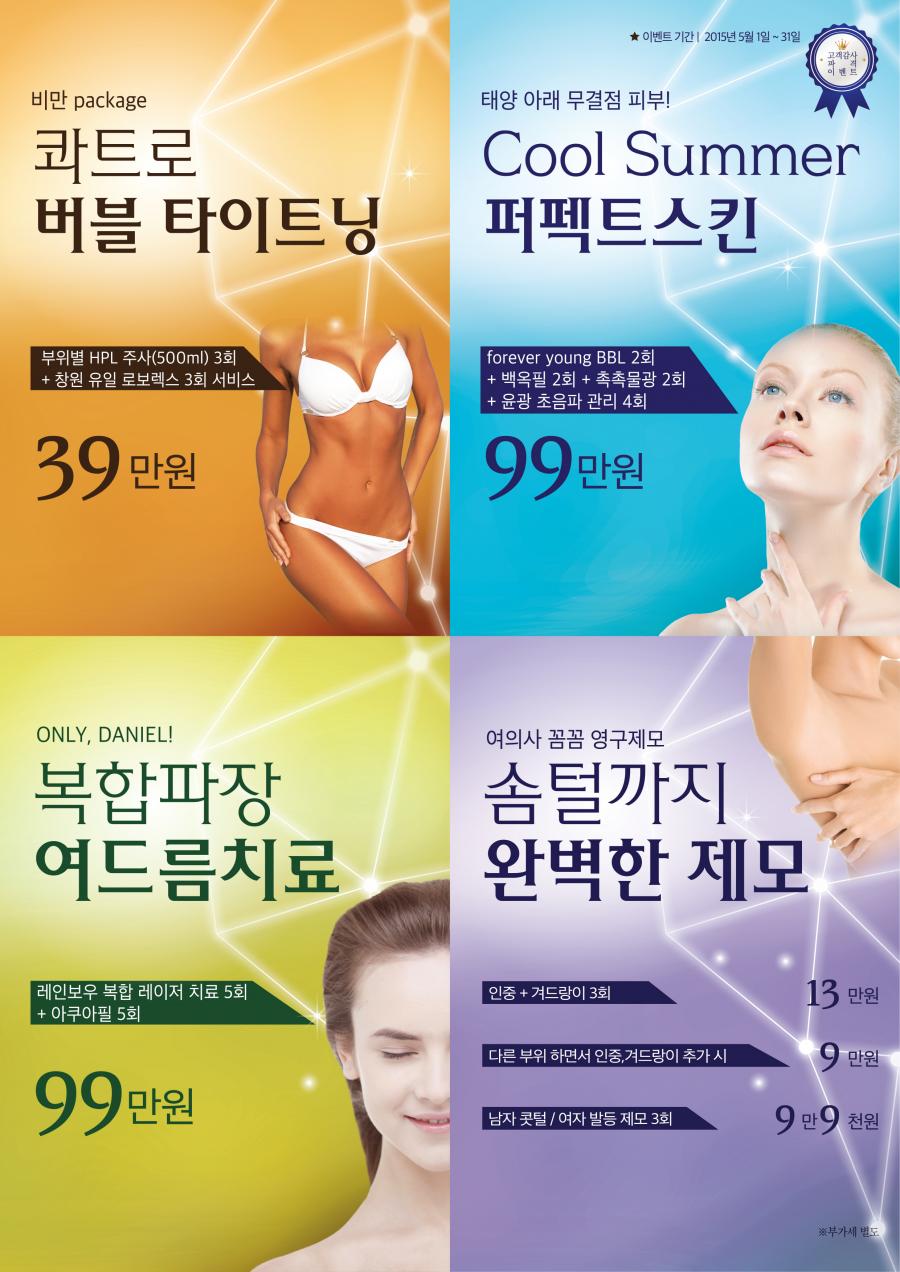 비만 package
콰트로
버블 타이트닝
부위별 HPL 주사(500ml) 3회
+ 창원 유일 로보렉스 3회 서비스
39만원
★ 이벤트 기간 | 2015년 5월 1일 ~ 31일
고객감사
파격
이벤트
태양 아래 무결점 피부!
Cool Summer
퍼펙트스킨
forever young BBL 2회
+ 백옥필 2회 + 촉촉물광 2회
+ 윤광 초음파 관리 4회
99만원
ONLY, DANIEL!
복합파장
여드름치료
레인보우 복합 레이저 치료 5회
+ 아쿠아필 5회
99만원
여의사 꼼꼼 영구제모
솜털까지
완벽한 제모
인중 + 겨드랑이 3회 13 만원
다른 부위 하면서 인중,겨드랑이 추가 시 9 만원
남자 콧털 / 여자 발등 제모 3회 9 만 9 천원
※부가세 별도